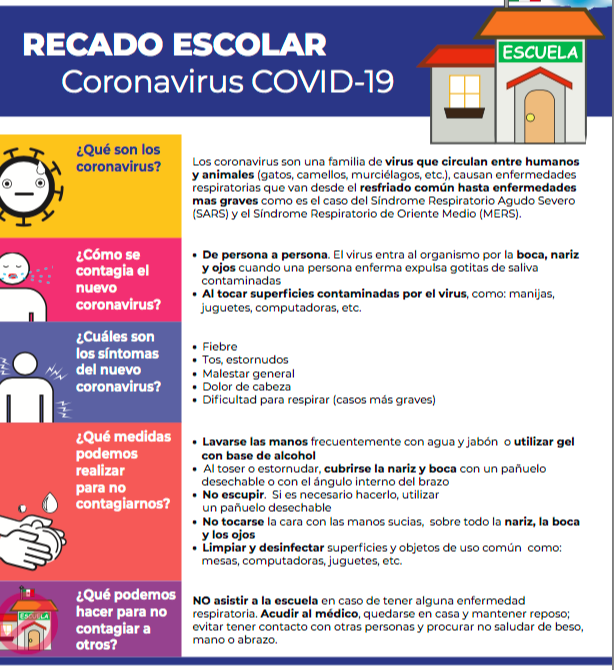 RECADO ESCOLAR
Coronavirus COVID-19
ESCUELA
¿Qué son los
coronavirus?
Los coronavirus son una familia de virus que circulan entre humanos
y animales (gatos, camellos, murciélagos, etc.), causan enfermedades
respiratorias que van desde el resfriado común hasta enfermedades
mas graves como es el caso del Síndrome Respiratorio Agudo Severo
(SARS) y el Síndrome Respiratorio de Oriente Medio (MERS).
¿Cómo se
contagia el
nuevo
coronavirus?
• De persona a persona. El virus entra al organismo por la boca, nariz
y ojos cuando una persona enferma expulsa gotitas de saliva
contaminadas
• Al tocar superficies contaminadas por el virus, como: manijas,
juguetes, computadoras, etc.
¿Cuáles son
los síntomas
del nuevo
coronavirus?
• Fiebre
• Tos, estornudos
• Malestar general
• Dolor de cabeza
• Dificultad para respirar (casos más graves)
¿Qué medidas
podemos
realizar
para no
contagiarnos?
• Lavarse las manos frecuentemente con agua y jabón o utilizar gel
con base de alcohol
• Al toser o estornudar, cubrirse la nariz y boca con un pañuelo
desechable o con el ángulo interno del brazo
• No escupir. Si es necesario hacerlo, utilizar
un pañuelo desechable
• No tocarse la cara con las manos sucias, sobre todo la nariz, la boca
y los ojos
• Limpiar y desinfectar superficies y objetos de uso común como:
mesas, computadoras, juguetes, etc.
ESCUELA
¿Qué podemos
hacer para no
contagiar a
otros?
NO asistir a la escuela en caso de tener alguna enfermedad
respiratoria. Acudir al médico, quedarse en casa y mantener reposo;
evitar tener contacto con otras personas y procurar no saludar de beso,
mano o abrazo.